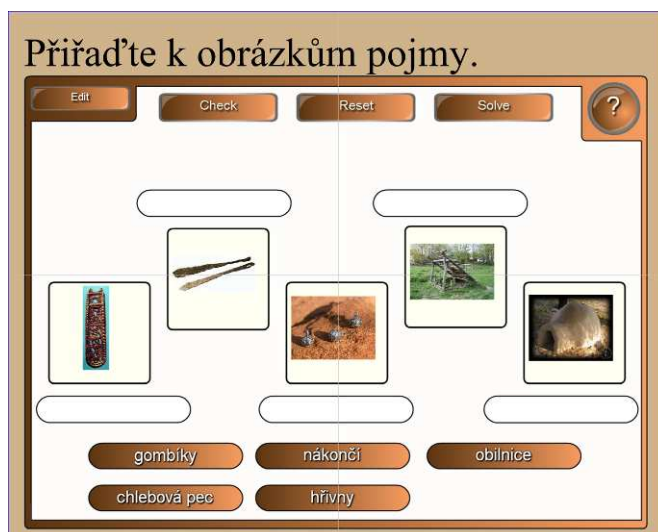 Přiřaďte k obrázkům pojmy.
Edit
Check
Reset
Solve
?
gombíky
nákončí
obilnice
chlebová pec
hřivny